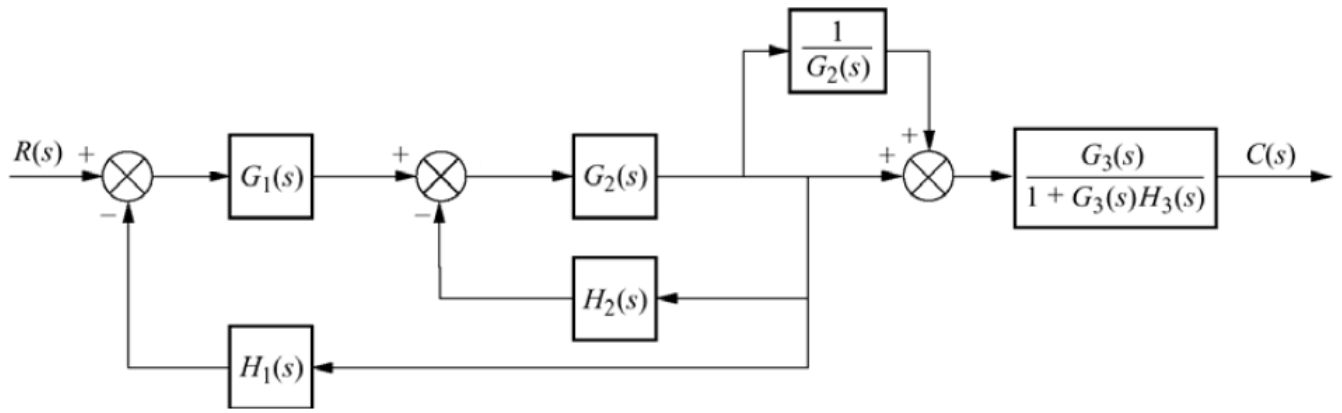 1
G₂(s)
R(s) +
G₁(s)
+
G₂(s)
+
+
G₃(s)
1 + G₃(s)H₃(s)
C(s)
−
−
H₂(s)
H₁(s)